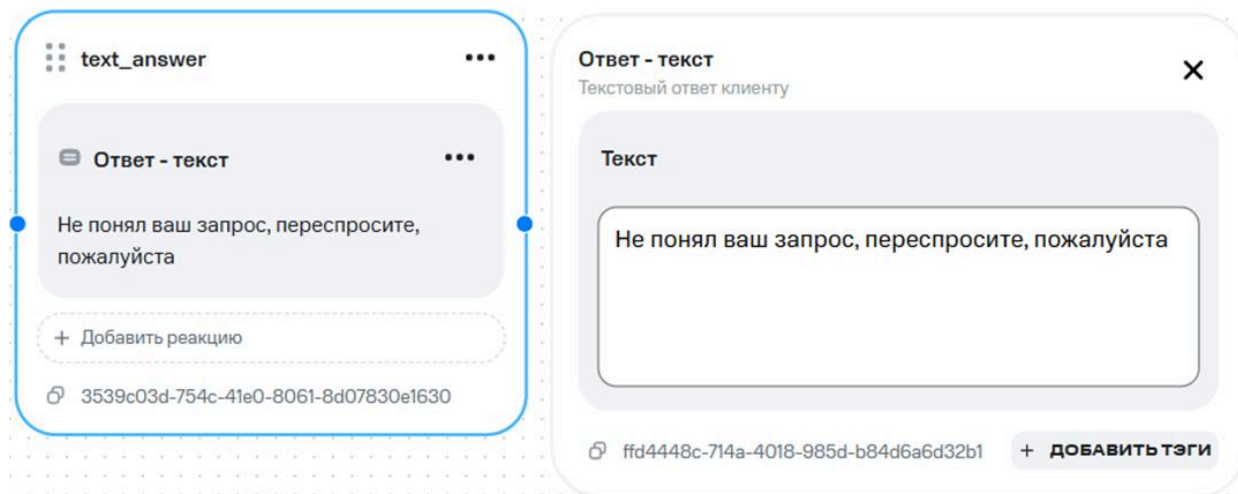 text_answer
Ответ - текст
Не понял ваш запрос, переспросите,
пожалуйста
+ Добавить реакцию
3539c03d-754c-41e0-8061-8d07830e1630
Ответ - текст
Текстовый ответ клиенту
Текст
Не понял ваш запрос, переспросите, пожалуйста
ffd4448c-714a-4018-985d-b84d6a6d32b1
+ ДОБАВИТЬ ТЭГИ